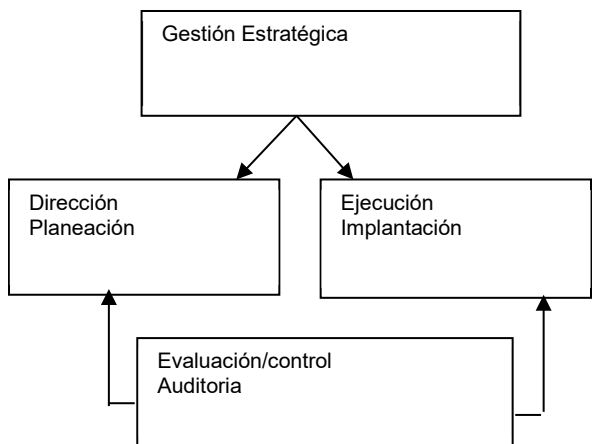 Gestión Estratégica
Dirección
Planeación
Ejecución
Implantación
Evaluación/control
Auditoria